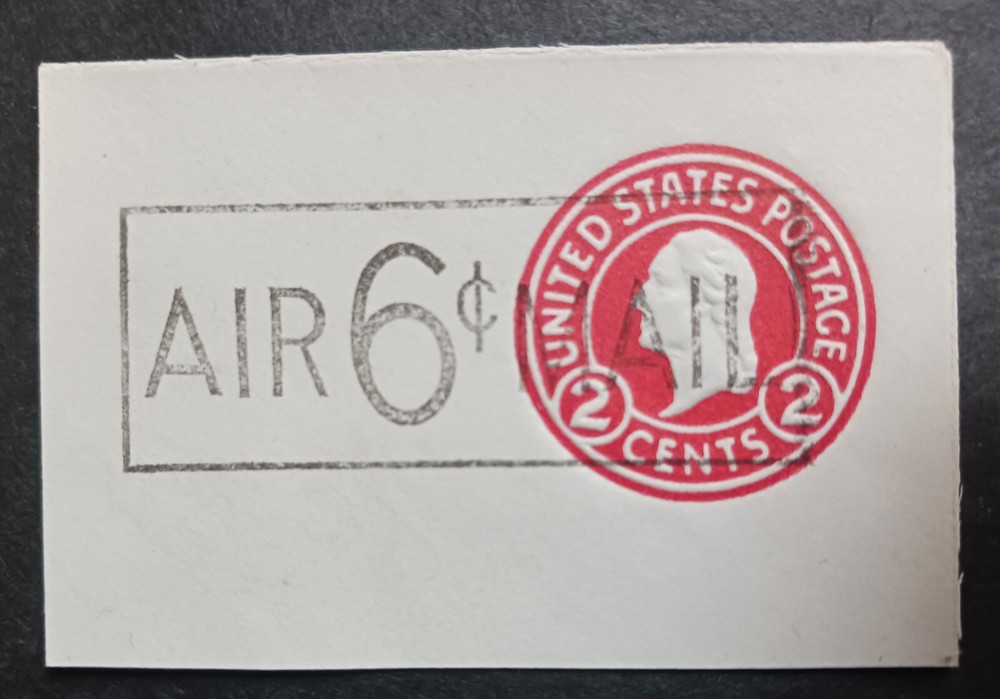 AIR 6¢ MAIL
UNITED STATES POSTAGE
2 CENTS 2